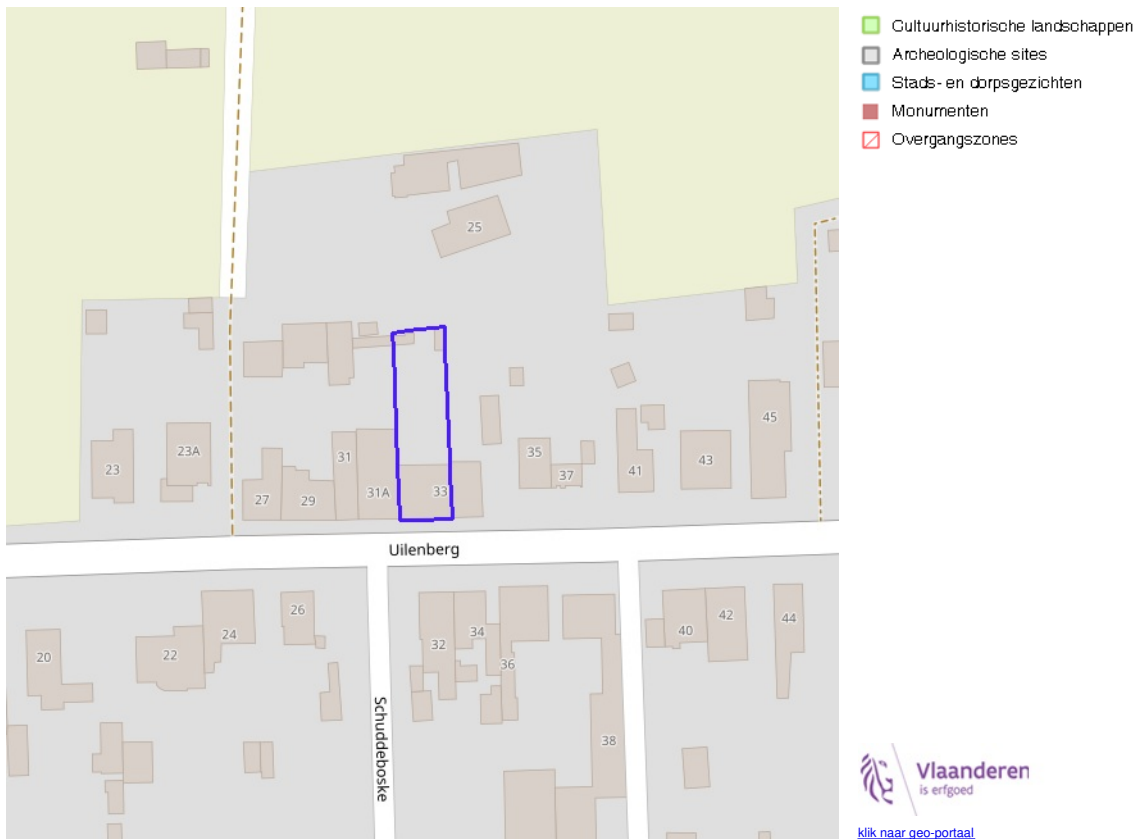 Cultuurhistorische landschappen
Archeologische sites
Stads- en dorpsgezichten
Monumenten
Overgangszones
25
23
23A
27
29
31
31A
33
35
37
41
43
45
Uilenberg
20
22
24
26
32
34
36
38
40
42
44
Schuddeboske
Vlaanderen
is erfgoed
klik naar geo-portaal